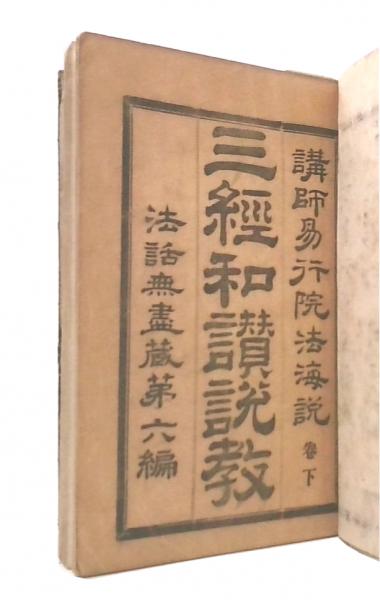 講師易行院法海説 卷下
三經和讃説教
法話無盡藏第六編